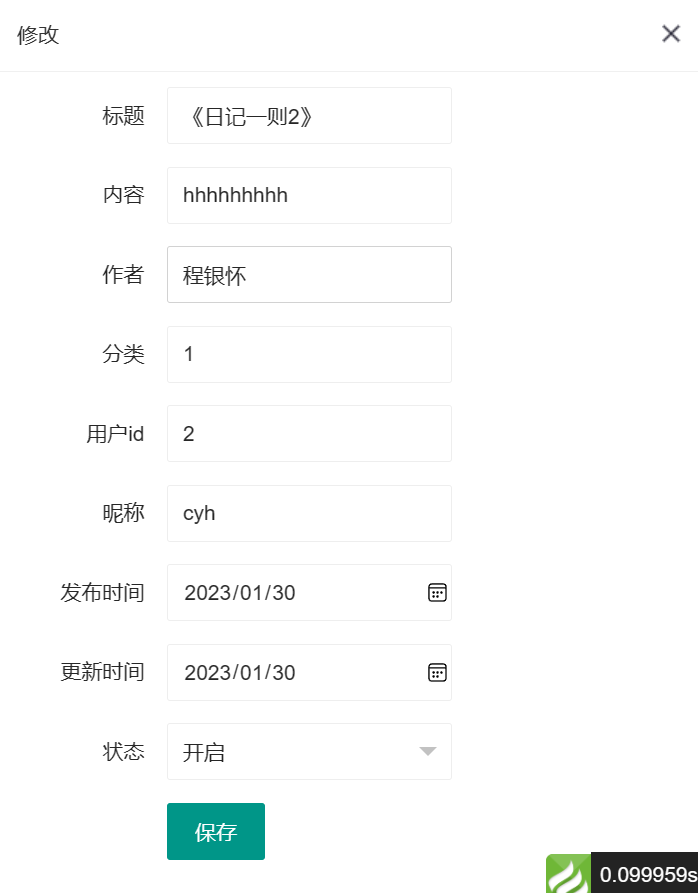 修改
标题 《日记一则2》
内容 hhhhhhhhh
作者 程银怀
分类 1
用户id 2
昵称 cyh
发布时间 2023/01/30
更新时间 2023/01/30
状态 开启
保存
0.099959s